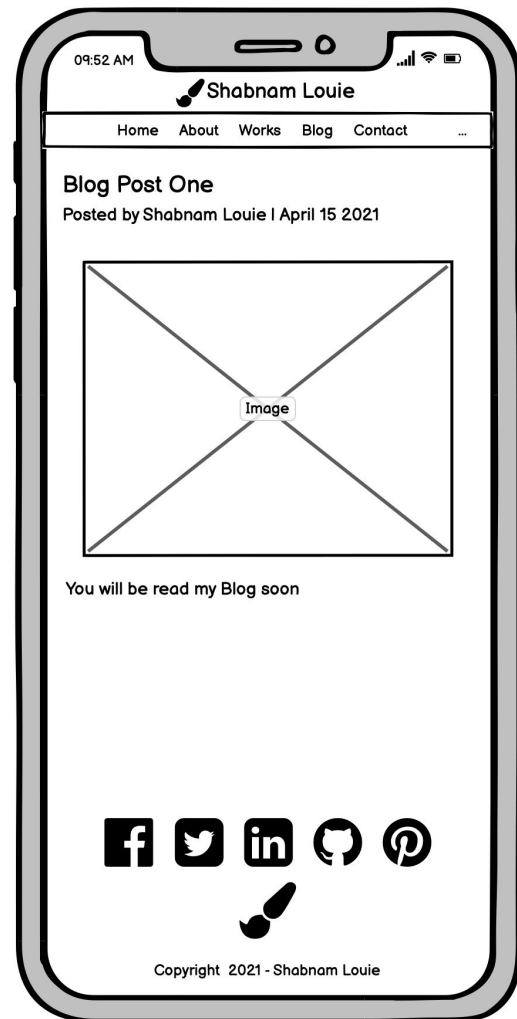 09:52 AM
Shabnam Louie
Home About Works Blog Contact ...
Blog Post One
Posted by Shabnam Louie | April 15 2021
Image
You will be read my Blog soon
Copyright 2021 - Shabnam Louie